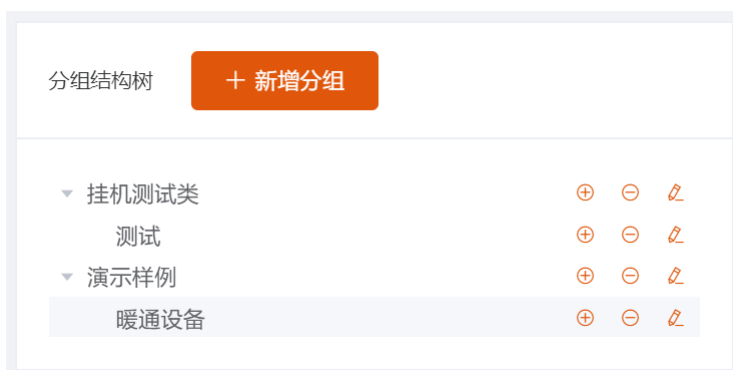 分组结构树
+ 新增分组
挂机测试类
测试
演示样例
暖通设备